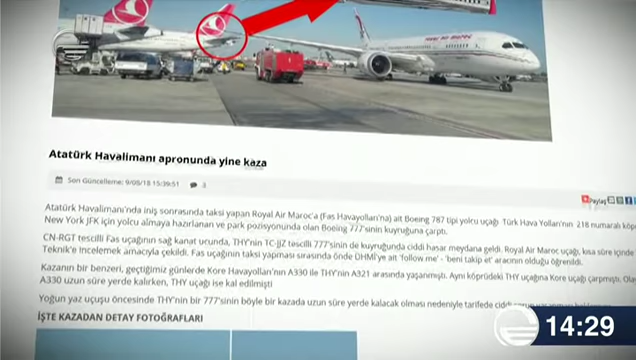 Atatürk Havalimanı apronunda yine kaza
Son Güncelleme: 9/05/18 15:39:51 3
Paylaş
Atatürk Havalimanı'nda iniş sonrasında taksi yapan Royal Air Maroc'a (Fas Havayolları'na) ait Boeing 787 tipi yolcu uçağı Türk Hava Yolları'nın 218 numaralı köprü
New York JFK için yolcu almaya hazırlanan ve park pozisyonunda olan Boeing 777'sinin kuyruğuna çarptı.
CN-RGT tescilli Fas uçağının sağ kanat ucunda, THY'nin TC-JJZ tescilli 777'sinin de kuyruğunda ciddi hasar meydana geldi. Royal Air Maroc uçağı, kısa süre içinde
Teknik'e incelemek amacıyla çekildi. Fas uçağının taksi yapması sırasında önde DHMİ'ye ait 'follow me' - 'beni takip et' aracının olduğu öğrenildi.
Kazanın bir benzeri, geçtiğimiz günlerde Kore Havayolları'nın A330 ile THY'nin A321 arasında yaşanmıştı. Aynı köprüdeki THY uçağına Kore uçağı çarpmıştı.
A330 uzun süre yerde kalırken, THY uçağı ise kal edilmişti
Yoğun yaz uçuşu öncesinde THY'nin bir 777'sinin böyle bir kazada uzun süre yerde kalacak olması nedeniyle tarifede
İŞTE KAZADAN DETAY FOTOĞRAFLARI
14:29